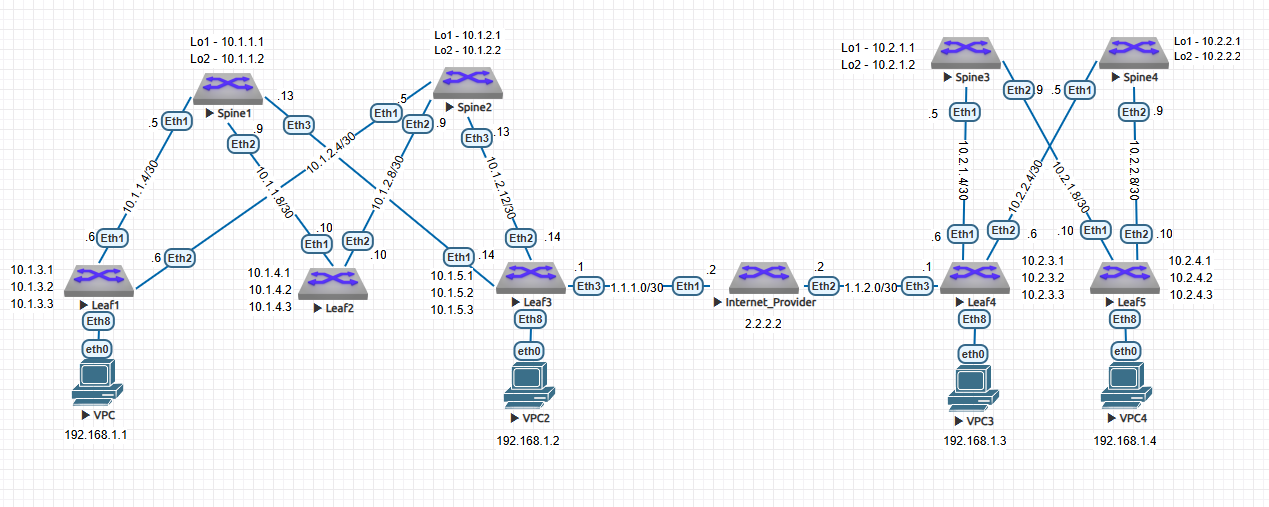 Lo1 - 10.1.1.1
Lo2 - 10.1.1.2
Spine1
Lo1 - 10.1.2.1
Lo2 - 10.1.2.2
Spine2
Lo1 - 10.2.1.1
Lo2 - 10.2.1.2
Spine3
Lo1 - 10.2.2.1
Lo2 - 10.2.2.2
Spine4
.5
Eth1
.9
Eth2
.13
Eth3
.5
Eth1
Eth2
.9
Eth3
.13
.5
Eth1
Eth2
9
.5
Eth1
Eth2
.9
10.1.1.4/30
10.1.1.8/30
10.1.2.4/30
10.1.2.8/30
10.1.2.12/30
10.2.1.4/30
10.2.2.4/30
10.2.1.8/30
10.2.2.8/30
.6
Eth1
.6
Eth2
.10
Eth1
Eth2
.10
Eth1
.14
Eth2
.14
.6
Eth1
Eth2
.6
.10
Eth1
Eth2
.10
10.1.3.1
10.1.3.2
10.1.3.3
Leaf1
10.1.4.1
10.1.4.2
10.1.4.3
Leaf2
10.1.5.1
10.1.5.2
10.1.5.3
Leaf3
.1
Eth3
1.1.1.0/30
Eth1
.2
Internet_Provider
2.2.2.2
.2
Eth2
1.1.2.0/30
Eth3
.1
Leaf4
10.2.3.1
10.2.3.2
10.2.3.3
Leaf5
10.2.4.1
10.2.4.2
10.2.4.3
Eth8
eth0
VPC
192.168.1.1
Eth8
eth0
VPC2
192.168.1.2
Eth8
eth0
VPC3
192.168.1.3
Eth8
eth0
VPC4
192.168.1.4